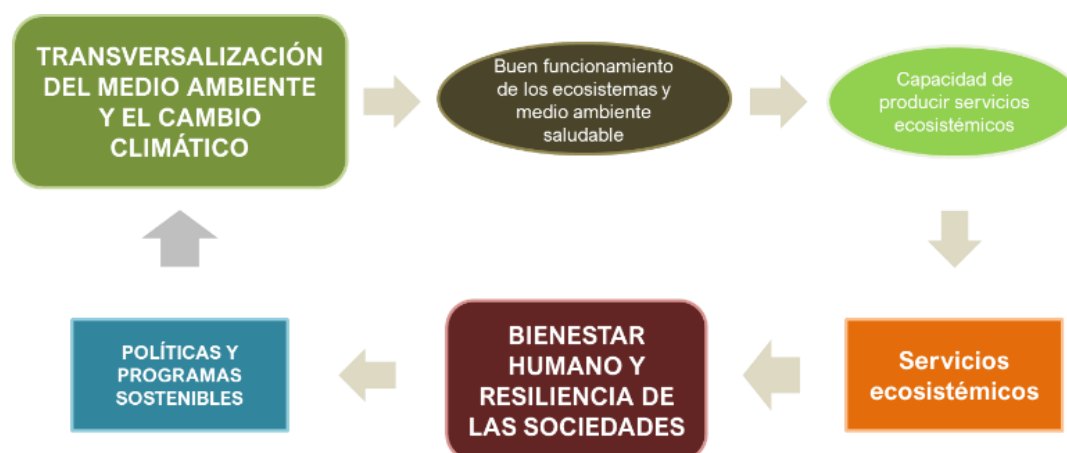 TRANSVERSALIZACIÓN
DEL MEDIO AMBIENTE
Y EL CAMBIO
CLIMÁTICO
Buen funcionamiento
de los ecosistemas y
medio ambiente
saludable
Capacidad de
producir servicios
ecosistémicos
Servicios
ecosistémicos
BIENESTAR
HUMANO Y
RESILIENCIA DE
LAS SOCIEDADES
POLÍTICAS Y
PROGRAMAS
SOSTENIBLES